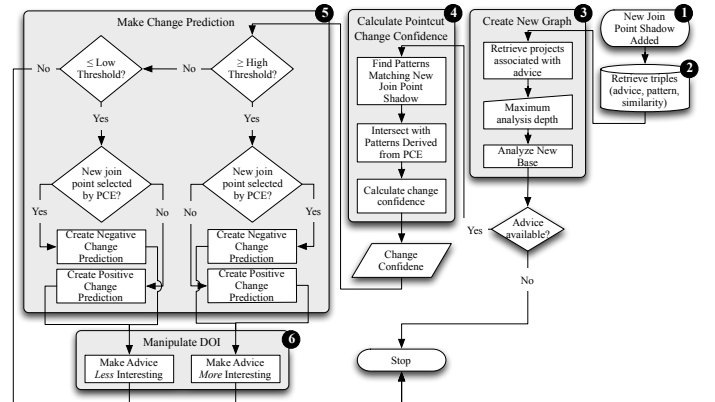 1
New Join
Point Shadow
Added
2
Retrieve triples
(advice, pattern,
similarity)
3
Create New Graph
Retrieve projects
associated with
advice
Maximum
analysis depth
Analyze New
Base
Advice
available?
Yes
No
4
Calculate Pointcut
Change Confidence
Find Patterns
Matching New
Join Point
Shadow
Intersect with
Patterns Derived
from PCE
Calculate change
confidence
Change
Confidene
5
Make Change Prediction
≤ Low
Threshold?
No
No
≥ High
Threshold?
Yes
Yes
New join
point selected
by PCE?
New join
point selected
by PCE?
Yes
No
No
Yes
Create Negative
Change Prediction
Create Negative
Change Prediction
Create Positive
Change
Prediction
Create Positive
Change
Prediction
6
Manipulate DOI
Make Advice
Less Interesting
Make Advice
More Interesting
Stop